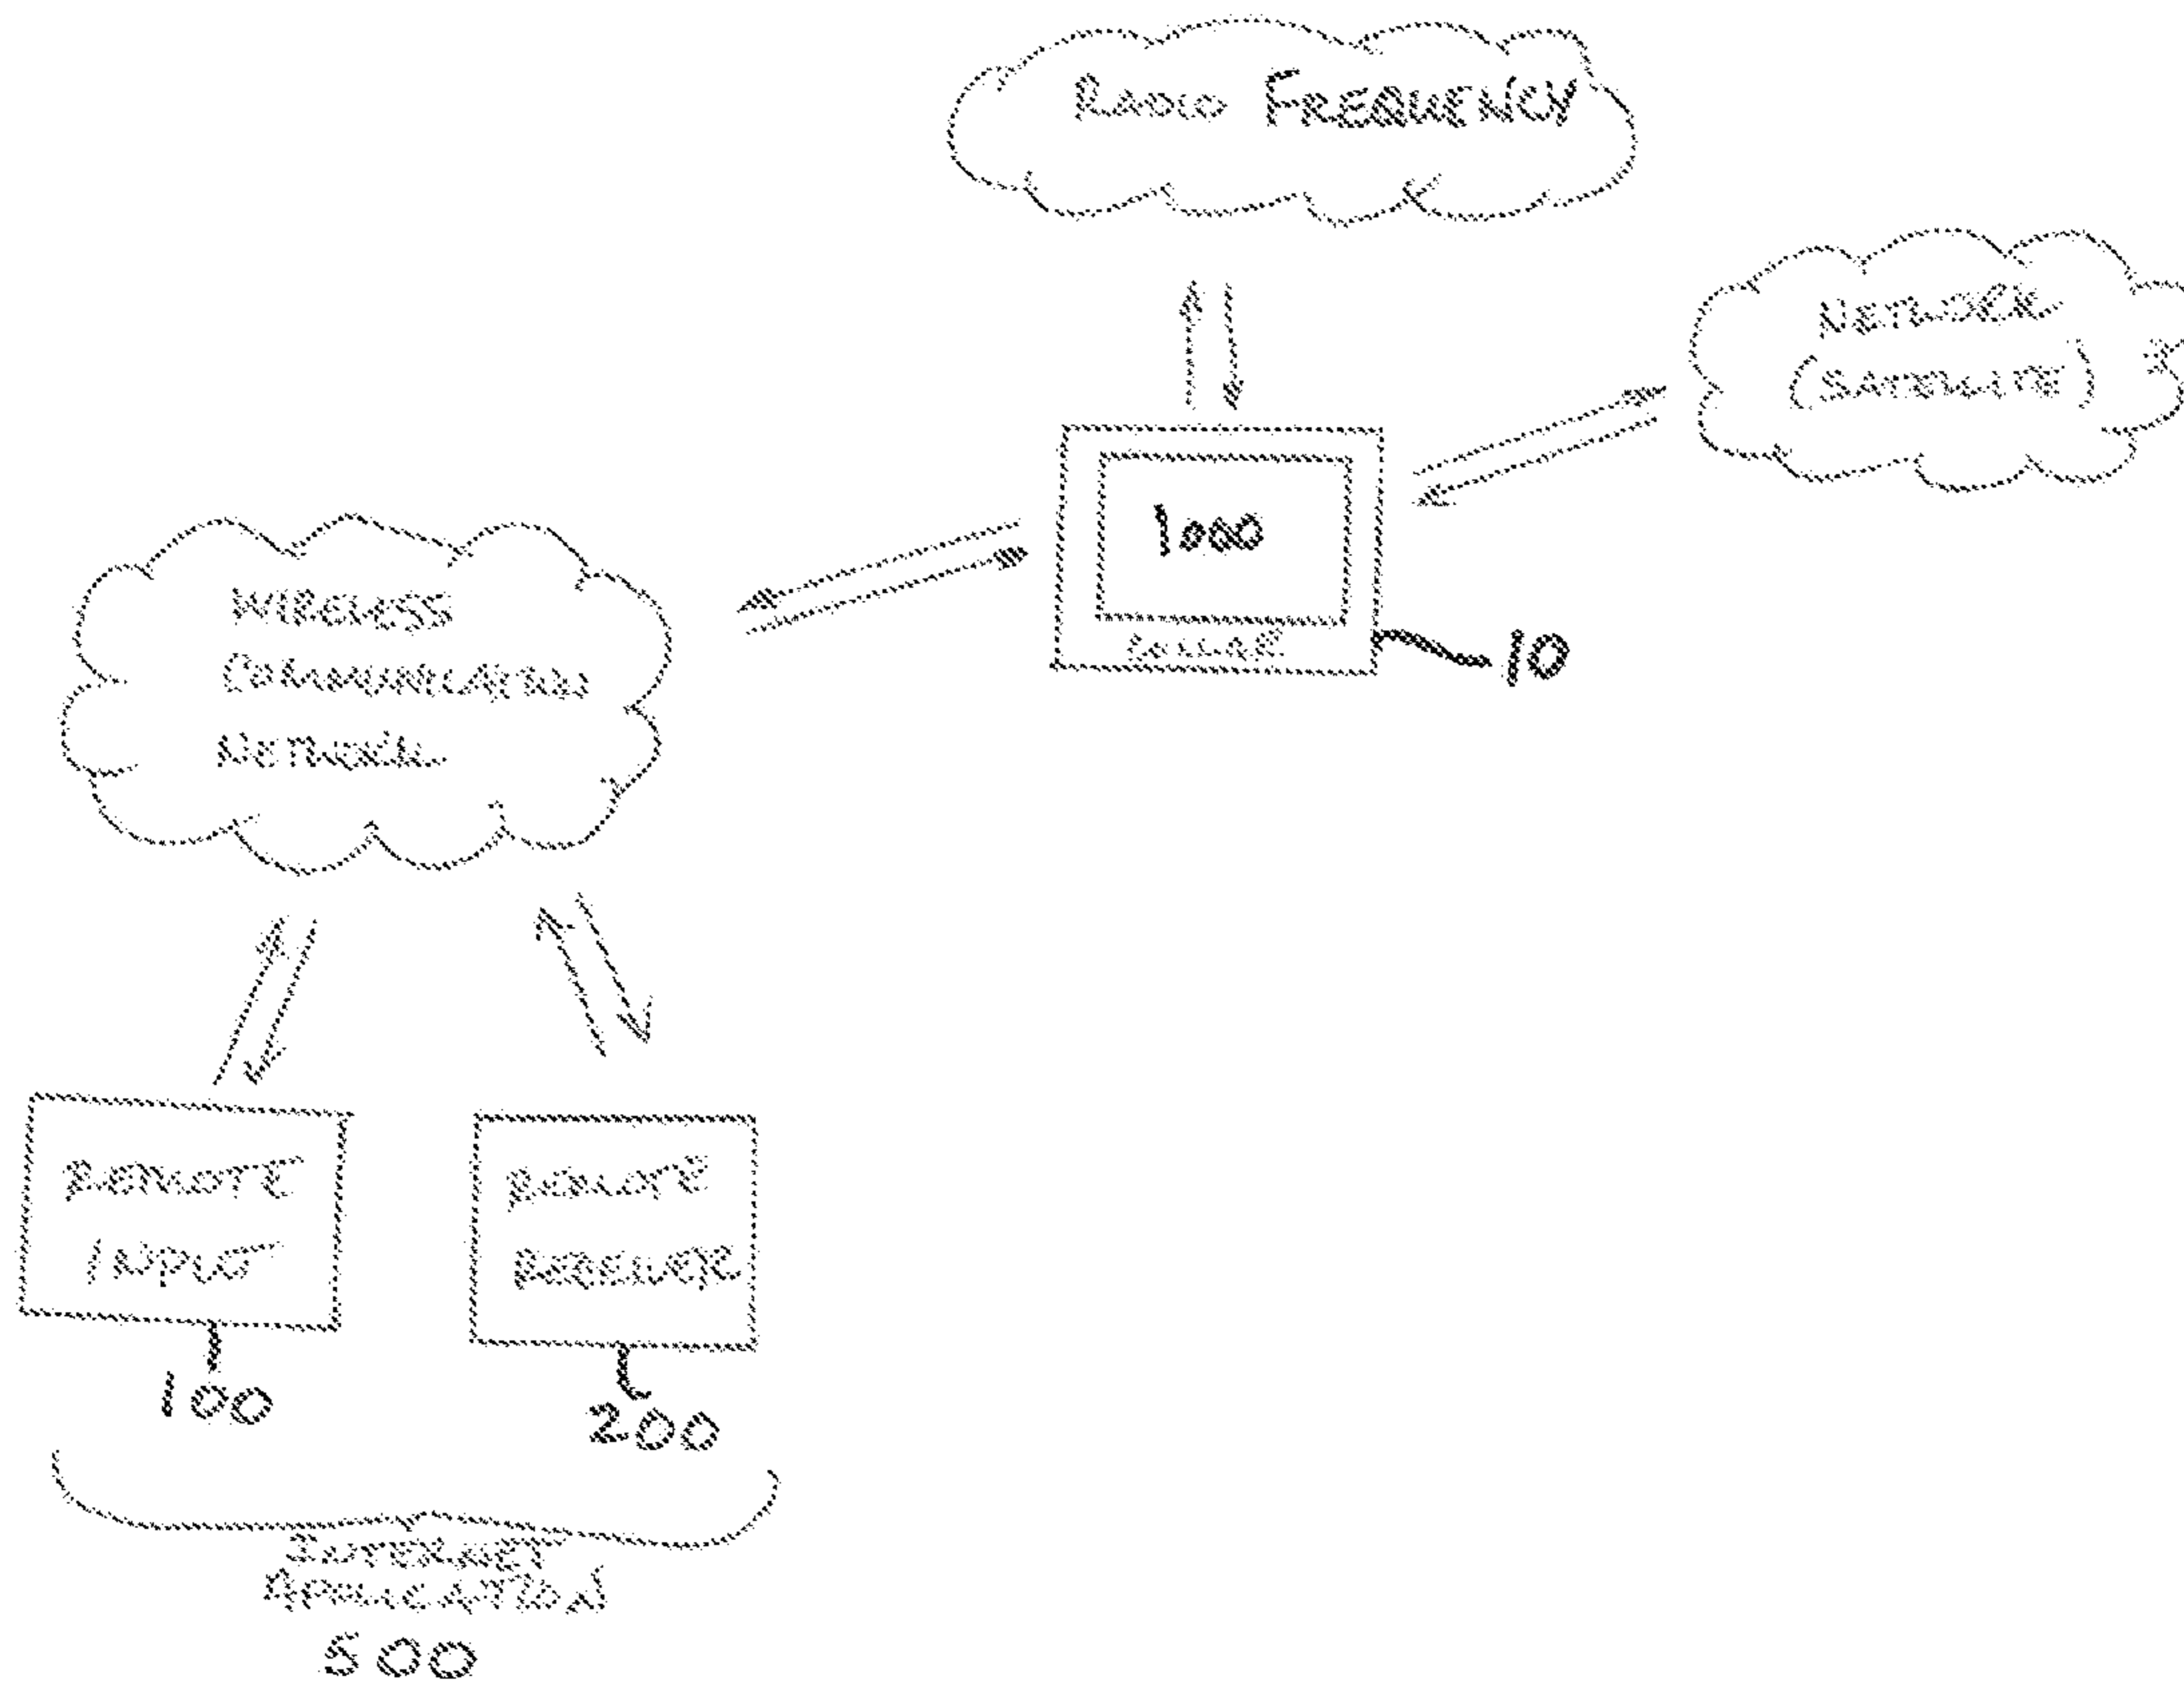 RADIO FREQUENCY
NETWORK
(SATELLITE)
1000
10
WIRELESS
COMMUNICATION
NETWORK
REMOTE
INPUT
REMOTE
RECEIVER
100
200
INTERNET
APPLICATION
500